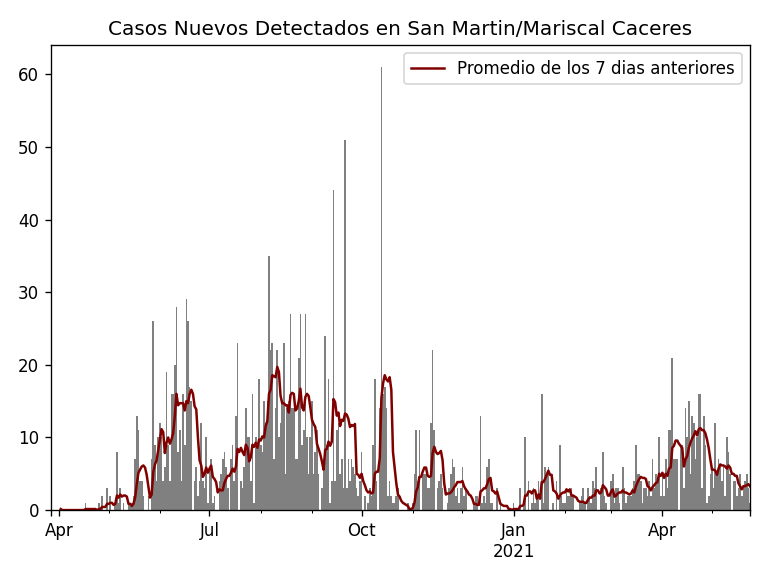 Casos Nuevos Detectados en San Martin/Mariscal Caceres
Promedio de los 7 dias anteriores
60
50
40
30
20
10
0
Apr Jul Oct Jan Apr
2021